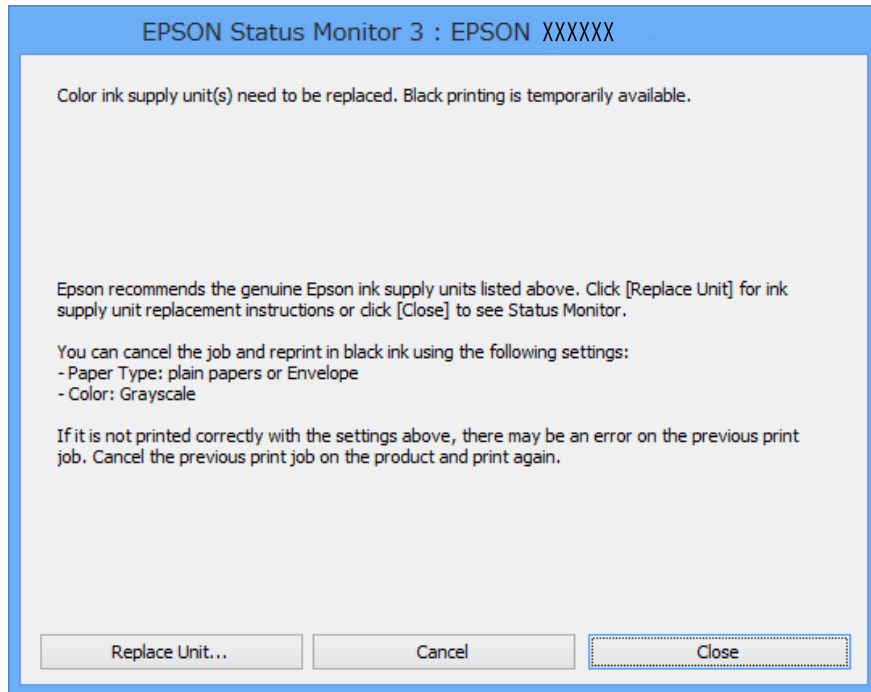 EPSON Status Monitor 3 : EPSON XXXXXX
Color ink supply unit(s) need to be replaced. Black printing is temporarily available.
Epson recommends the genuine Epson ink supply units listed above. Click [Replace Unit] for ink
supply unit replacement instructions or click [Close] to see Status Monitor.
You can cancel the job and reprint in black ink using the following settings:
- Paper Type: plain papers or Envelope
- Color: Grayscale
If it is not printed correctly with the settings above, there may be an error on the previous print
job. Cancel the previous print job on the product and print again.
Replace Unit... Cancel Close